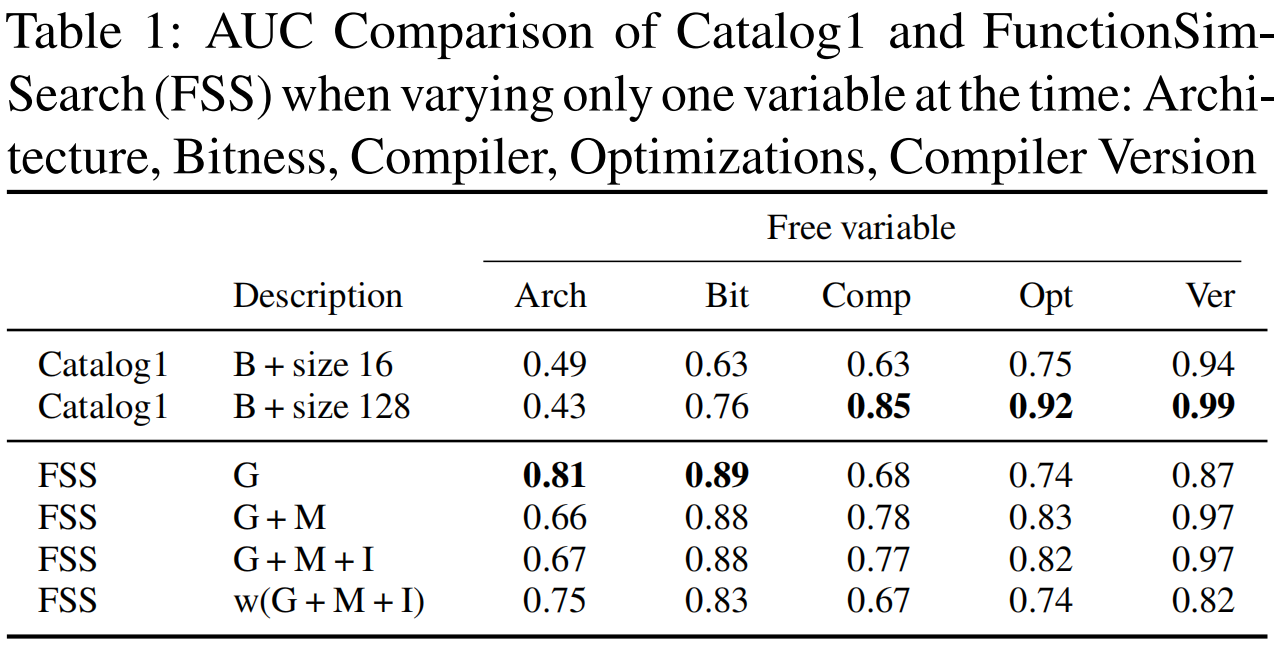 Table 1: AUC Comparison of Catalog1 and FunctionSim-
Search (FSS) when varying only one variable at the time: Archi-
tecture, Bitness, Compiler, Optimizations, Compiler Version
Free variable
Description Arch Bit Comp Opt Ver
Catalog1 B + size 16 0.49 0.63 0.63 0.75 0.94
Catalog1 B + size 128 0.43 0.76 0.85 0.92 0.99
FSS G 0.81 0.89 0.68 0.74 0.87
FSS G + M 0.66 0.88 0.78 0.83 0.97
FSS G + M + I 0.67 0.88 0.77 0.82 0.97
FSS w(G + M + I) 0.75 0.83 0.67 0.74 0.82